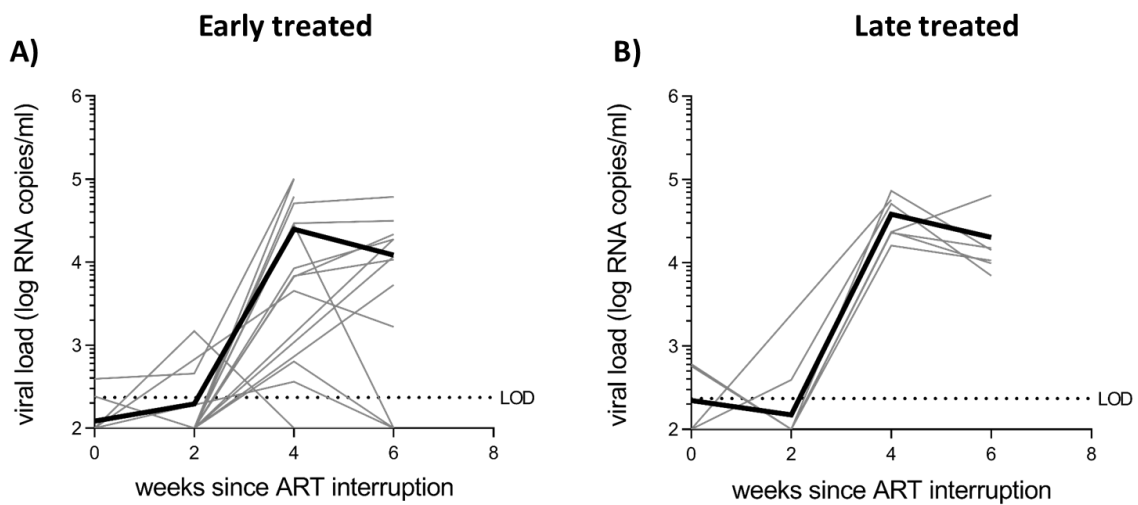 Early treated
A)
viral load (log RNA copies/ml)
6
5
4
3
2
LOD
0 2 4 6 8
weeks since ART interruption
Late treated
B)
viral load (log RNA copies/ml)
6
5
4
3
2
LOD
0 2 4 6 8
weeks since ART interruption